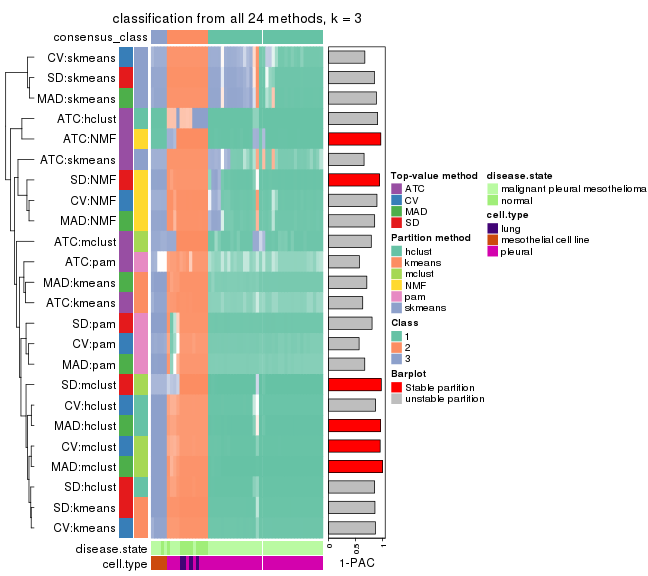 classification from all 24 methods, k = 3
consensus_class
CV:skmeans
SD:skmeans
MAD:skmeans
ATC:hclust
ATC:NMF
ATC:skmeans
SD:NMF
CV:NMF
MAD:NMF
ATC:mclust
ATC:pam
MAD:kmeans
ATC:kmeans
SD:pam
CV:pam
MAD:pam
SD:mclust
CV:hclust
MAD:hclust
CV:mclust
MAD:mclust
SD:hclust
SD:kmeans
CV:kmeans
disease.state
cell.type
0
0.5
1
1-PAC
Top-value method
ATC
CV
MAD
SD
Partition method
hclust
kmeans
mclust
NMF
pam
skmeans
Class
1
2
3
Barplot
Stable partition
unstable partition
disease.state
malignant pleural mesothelioma
normal
cell.type
lung
mesothelial cell line
pleural